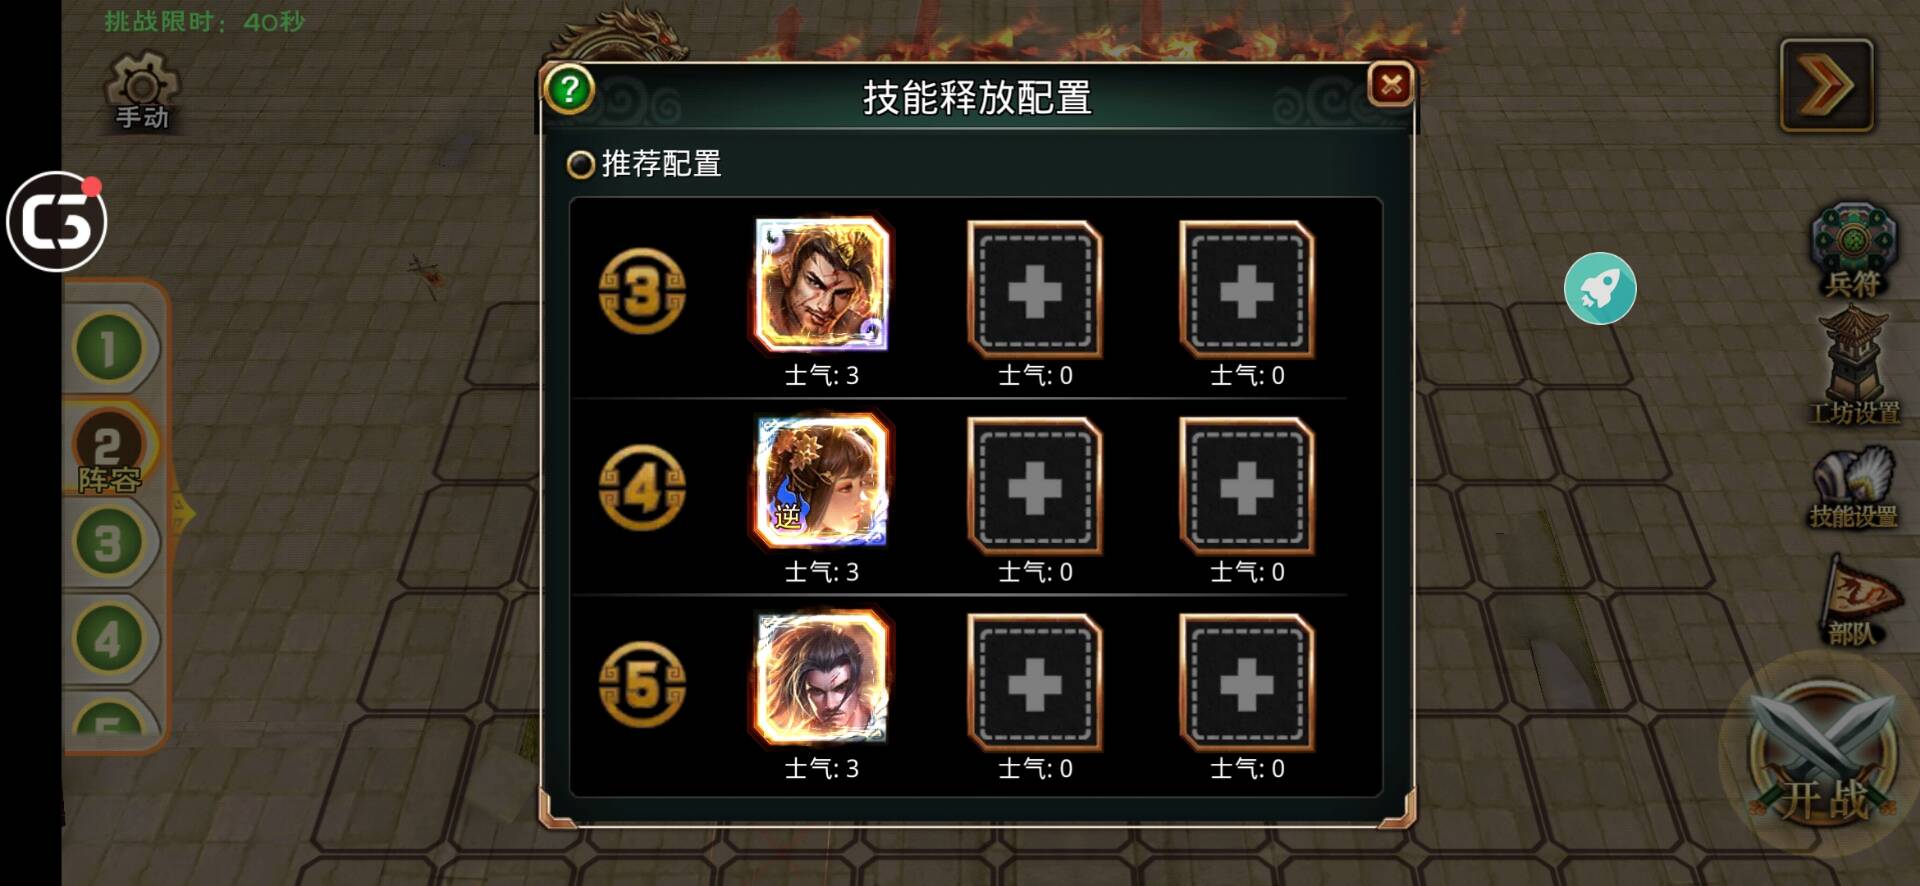 挑战限时：40秒
手动
?
技能释放配置
推荐配置
3
士气: 3
士气: 0
士气: 0
4
逆
士气: 3
士气: 0
士气: 0
5
士气: 3
士气: 0
士气: 0
1
2
阵容
3
4
5
兵符
工坊设置
技能设置
部队
开战